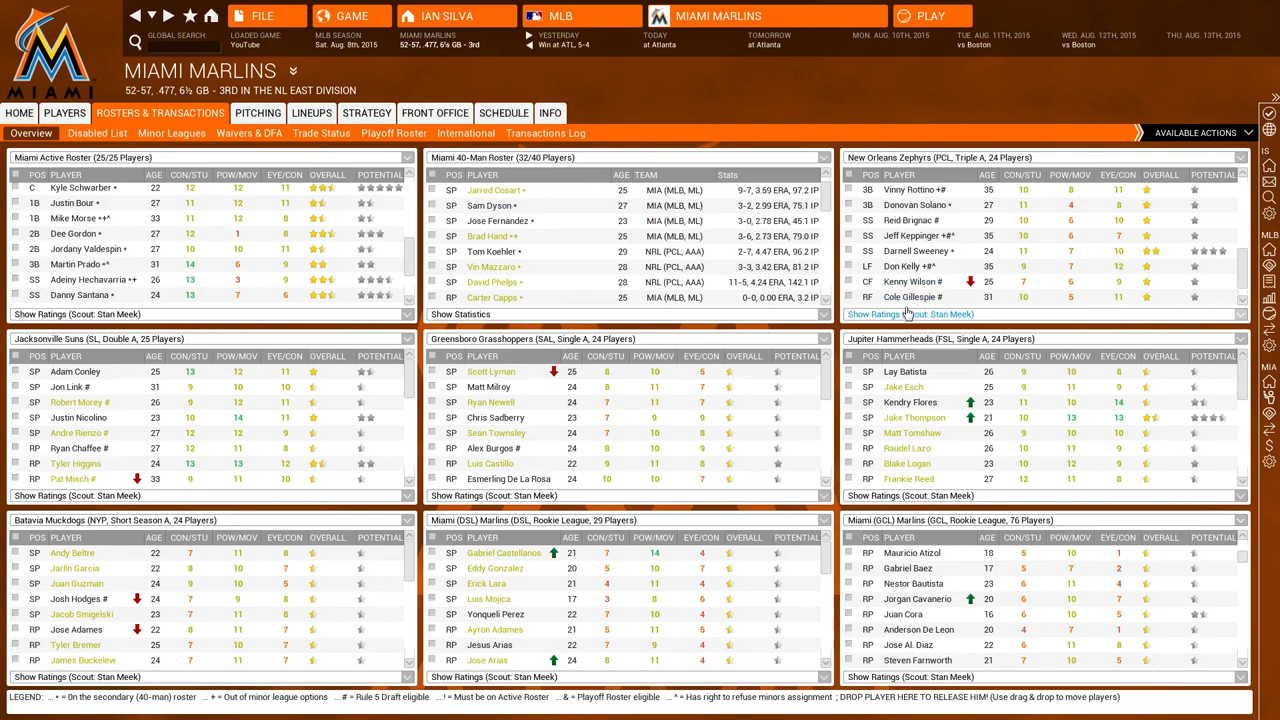 FILE GAME IAN SILVA MLB MIAMI MARLINS PLAY
GLOBAL SEARCH: LOADED GAME: MLB SEASON MIAMI MARLINS YESTERDAY TODAY TOMORROW MON. AUG. 10TH, 2015 TUE. AUG. 11TH, 2015 WED. AUG. 12TH, 2015 THU. AUG. 13TH, 2015
YouTube Sat. Aug. 8th, 2015 52-57, .477, 6½ GB - 3rd Win at ATL, 5-4 at Atlanta at Atlanta vs Boston vs Boston
MIAMI
MIAMI MARLINS
52-57, .477, 6½ GB - 3RD IN THE NL EAST DIVISION
HOME PLAYERS ROSTERS & TRANSACTIONS PITCHING LINEUPS STRATEGY FRONT OFFICE SCHEDULE INFO
Overview Disabled List Minor Leagues Waivers & DFA Trade Status Playoff Roster International Transactions Log AVAILABLE ACTIONS
IS
MLB
MIA
Miami Active Roster (25/25 Players)
POS PLAYER AGE CON/STU POW/MOV EYE/CON OVERALL POTENTIAL
C Kyle Schwarber * 22 12 12 11
1B Justin Bour * 27 11 12 9
1B Mike Morse *+^ 33 11 12 8
2B Dee Gordon * 27 12 1 8
2B Jordany Valdespin * 27 10 10 11
3B Martin Prado *^ 31 14 6 9
SS Adeiny Hechavarria *+ 26 13 3 9
SS Danny Santana * 24 13 7 6
Show Ratings (Scout: Stan Meek)
Miami 40-Man Roster (32/40 Players)
POS PLAYER AGE TEAM Stats
SP Jarred Cosart * 25 MIA (MLB, ML) 9-7, 3.59 ERA, 97.2 IP
SP Sam Dyson * 27 MIA (MLB, ML) 3-2, 2.99 ERA, 75.1 IP
SP Jose Fernandez * 23 MIA (MLB, ML) 0-3, 2.78 ERA, 45.1 IP
SP Brad Hand *+ 25 MIA (MLB, ML) 3-6, 2.73 ERA, 79.0 IP
SP Tom Koehler * 29 NRL (PCL, AAA) 2-7, 4.47 ERA, 96.2 IP
SP Vin Mazzaro * 28 NRL (PCL, AAA) 3-3, 3.42 ERA, 81.2 IP
SP David Phelps * 28 NRL (PCL, AAA) 11-5, 4.24 ERA, 142.1 IP
RP Carter Capps * 25 MIA (MLB, ML) 0-0, 0.00 ERA, 3.2 IP
Show Statistics
New Orleans Zephyrs (PCL, Triple A, 24 Players)
POS PLAYER AGE CON/STU POW/MOV EYE/CON OVERALL POTENTIAL
3B Vinny Rottino +# 35 10 8 11
3B Donovan Solano * 27 11 4 8
SS Reid Brignac # 29 10 6 10
SS Jeff Keppinger +#^ 35 10 6 7
SS Darnell Sweeney * 24 11 7 10
LF Don Kelly +#^ 35 9 7 12
CF Kenny Wilson # 25 7 6 9
RF Cole Gillespie # 31 10 5 11
Show Ratings (Scout: Stan Meek)
Jacksonville Suns (SL, Double A, 25 Players)
POS PLAYER AGE CON/STU POW/MOV EYE/CON OVERALL POTENTIAL
SP Adam Conley 25 13 12 11
SP Jon Link # 31 9 10 10
SP Robert Morey # 26 9 12 10
SP Justin Nicolino 23 10 14 11
SP Andre Rienzo # 27 12 12 9
RP Ryan Chaffee # 27 12 11 8
RP Tyler Higgins 24 13 13 12
RP Pat Misch # 33 9 11 10
Show Ratings (Scout: Stan Meek)
Greensboro Grasshoppers (SAL, Single A, 24 Players)
POS PLAYER AGE CON/STU POW/MOV EYE/CON OVERALL POTENTIAL
SP Scott Lyman 25 8 10 5
SP Matt Milroy 24 8 11 7
SP Ryan Newell 24 7 11 7
SP Chris Sadberry 23 7 9 9
SP Sean Townsley 24 7 10 8
RP Alex Burgos # 24 8 10 9
RP Luis Castillo 22 9 11 8
RP Esmerling De La Rosa 24 10 10 7
Show Ratings (Scout: Stan Meek)
Jupiter Hammerheads (FSL, Single A, 24 Players)
POS PLAYER AGE CON/STU POW/MOV EYE/CON OVERALL POTENTIAL
SP Lay Batista 26 9 10 8
SP Jake Esch 25 9 11 9
SP Kendry Flores 23 11 10 14
SP Jake Thompson 21 10 13 13
SP Matt Tomshaw 26 9 10 10
RP Raudel Lazo 26 9 11 9
RP Blake Logan 23 10 12 9
RP Frankie Reed 27 12 11 8
Show Ratings (Scout: Stan Meek)
Batavia Muckdogs (NYP, Short Season A, 24 Players)
POS PLAYER AGE CON/STU POW/MOV EYE/CON OVERALL POTENTIAL
SP Andy Beltre 22 7 11 8
SP Jarlin Garcia 22 8 10 7
SP Juan Guzman 24 9 10 5
SP Josh Hodges # 24 7 9 8
SP Jacob Smigelski 23 7 11 8
RP Jose Adames 22 8 11 7
RP Tyler Bremer 25 7 10 7
RP James Buckelew 24 7 11 7
Show Ratings (Scout: Stan Meek)
Miami (DSL) Marlins (DSL, Rookie League, 29 Players)
POS PLAYER AGE CON/STU POW/MOV EYE/CON OVERALL POTENTIAL
SP Gabriel Castellanos 21 7 14 4
SP Eddy Gonzalez 20 5 10 7
SP Erick Lara 21 4 11 4
SP Luis Mojica 17 3 8 6
SP Yonqueli Perez 22 7 10 4
RP Ayron Adames 21 5 11 5
RP Jesus Arias 22 7 9 4
RP Jose Arias 24 8 11 4
Show Ratings (Scout: Stan Meek)
Miami (GCL) Marlins (GCL, Rookie League, 76 Players)
POS PLAYER AGE CON/STU POW/MOV EYE/CON OVERALL POTENTIAL
RP Mauricio Atizol 18 5 10 1
RP Gabriel Baez 17 5 7 2
RP Nestor Bautista 23 6 11 4
RP Jorgan Cavanerio 20 6 10 7
RP Juan Cora 16 6 10 5
RP Anderson De Leon 20 4 7 1
RP Jose Al. Diaz 22 6 11 8
RP Steven Farnworth 21 7 10 5
Show Ratings (Scout: Stan Meek)
LEGEND: ... * = On the secondary (40-man) roster ... + = Out of minor league options ... # = Rule 5 Draft eligible ... ! = Must be on Active Roster ... & = Playoff Roster eligible ... ^ = Has right to refuse minors assignment ; DROP PLAYER HERE TO RELEASE HIM! (Use drag & drop to move players)